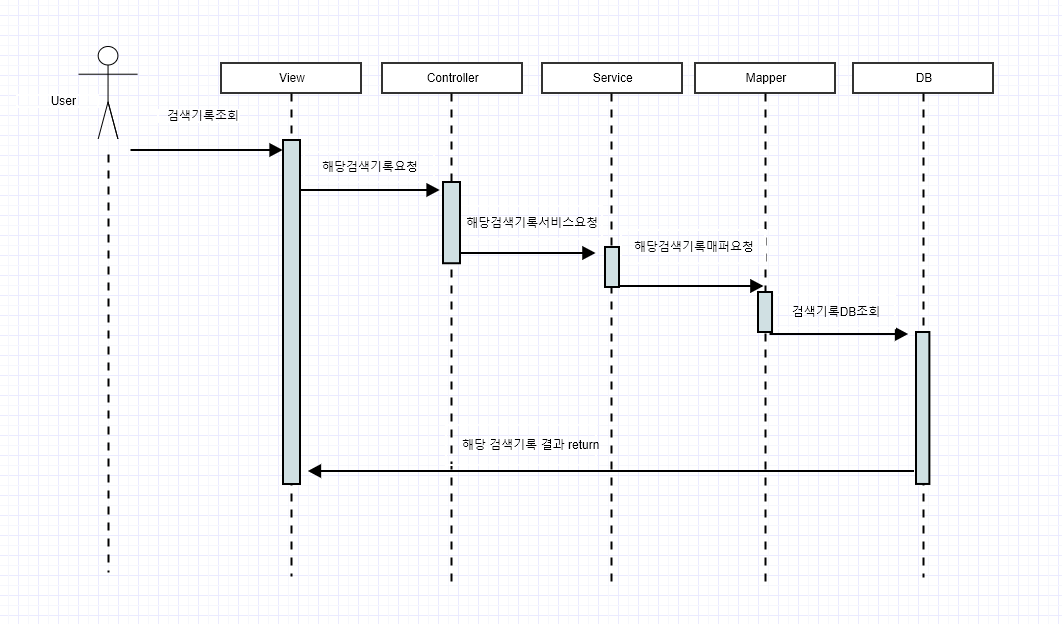 View
Controller
Service
Mapper
DB
User
검색기록조회
해당검색기록요청
해당검색기록서비스요청
해당검색기록매퍼요청
검색기록DB조회
해당 검색기록 결과 return